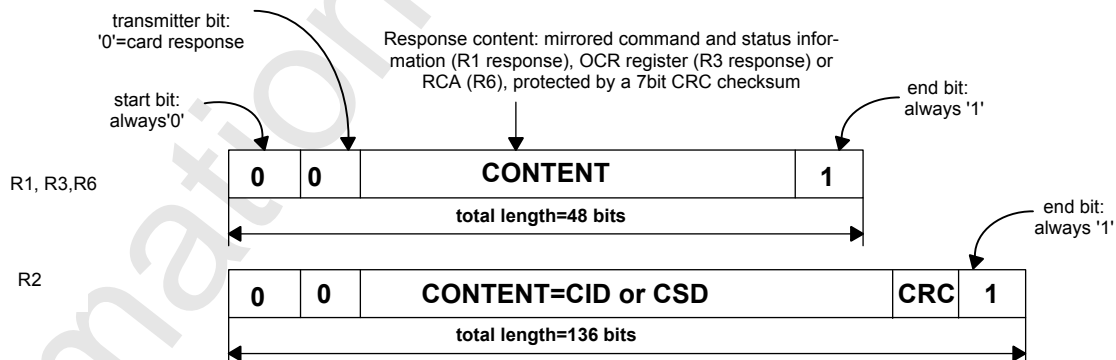 transmitter bit:
'0'=card response
Response content: mirrored command and status infor-
mation (R1 response), OCR register (R3 response) or
RCA (R6), protected by a 7bit CRC checksum
start bit:
always'0'
end bit:
always '1'
R1, R3,R6
0 0 CONTENT 1
total length=48 bits
end bit:
always '1'
R2
0 0 CONTENT=CID or CSD CRC 1
total length=136 bits
mation